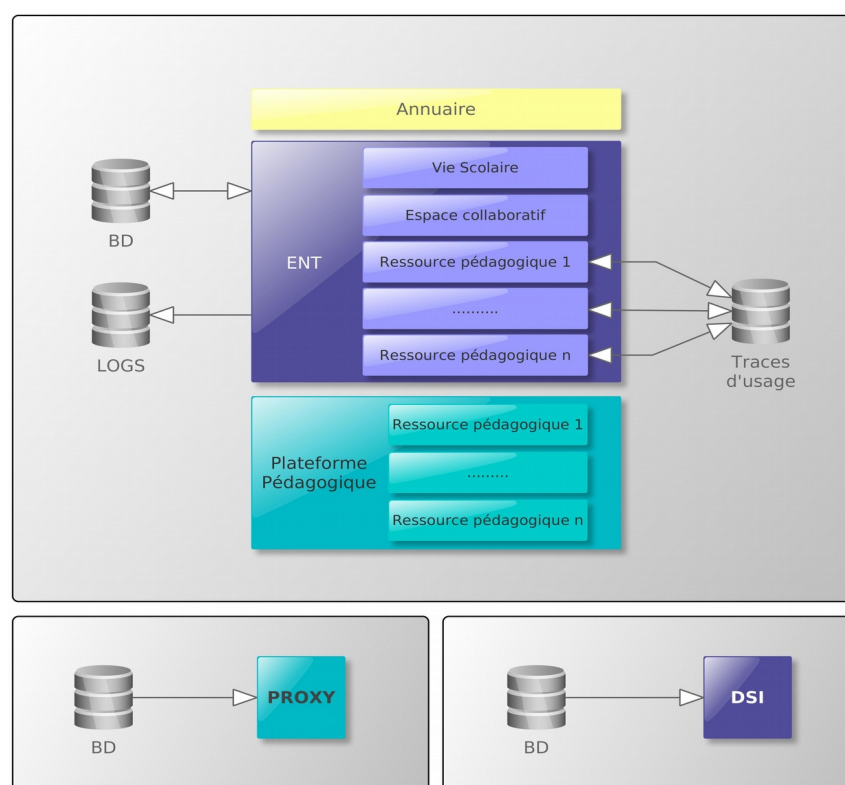 Annuaire
Vie Scolaire
BD
Espace collaboratif
ENT
Ressource pédagogique 1
..........
LOGS
Ressource pédagogique n
Traces
d'usage
Ressource pédagogique 1
Plateforme
Pédagogique
.........
Ressource pédagogique n
PROXY
BD
DSI
BD